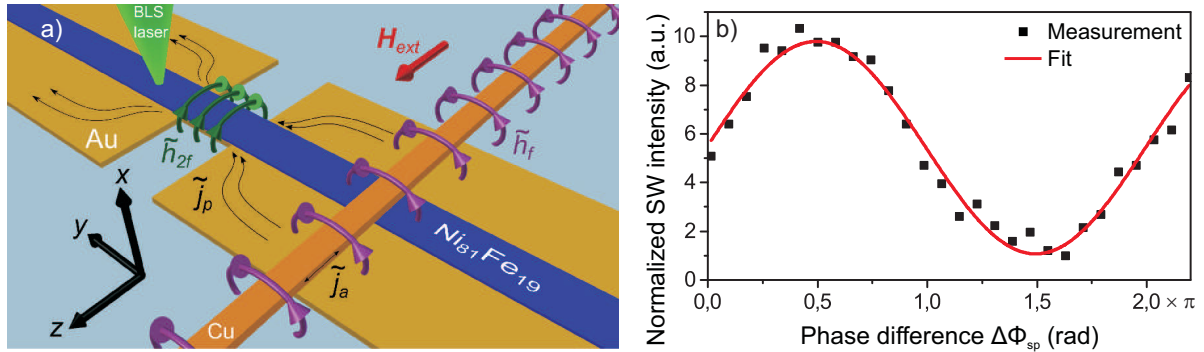 a)
BLS
laser
H_ext
Au
h̃_2f
h̃_f
j̃_p
j̃_a
Ni₈₁Fe₁₉
Cu
x
y
z
b)
Normalized SW intensity (a.u.)
10
8
6
4
2
0
Measurement
Fit
0,0 0,5 1,0 1,5 2,0 × π
Phase difference ΔΦ_sp (rad)